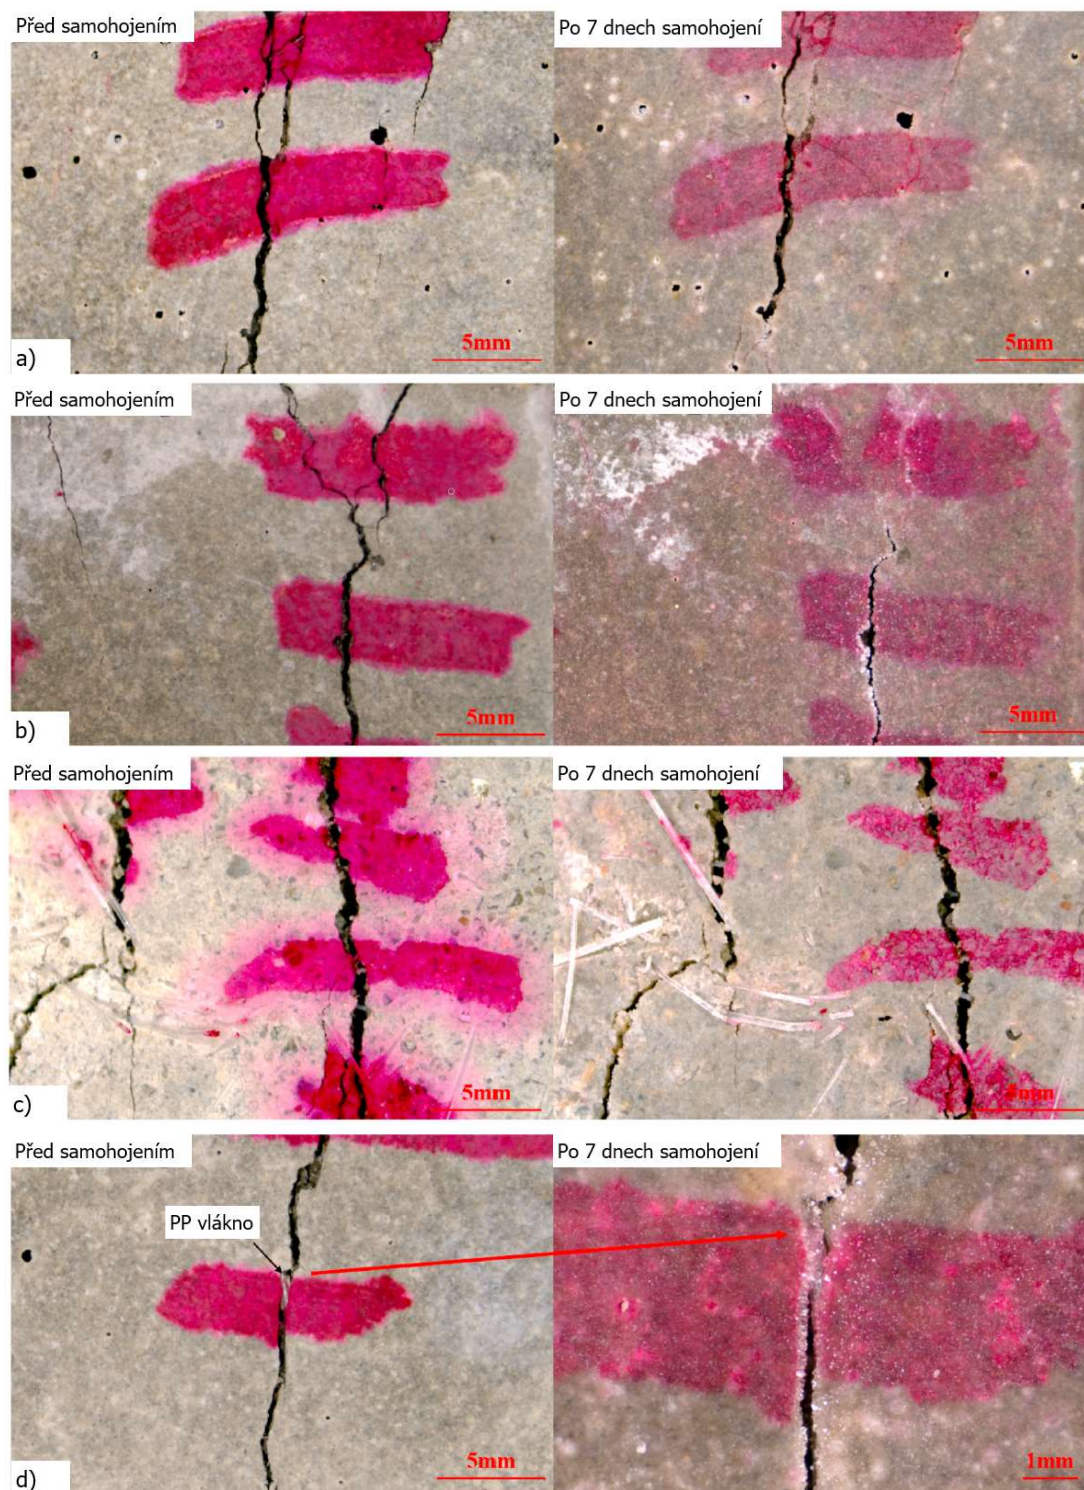 Před samohojením
Po 7 dnech samohojení
5mm
5mm
a)
Před samohojením
Po 7 dnech samohojení
5mm
5mm
b)
Před samohojením
Po 7 dnech samohojení
5mm
c)
Před samohojením
Po 7 dnech samohojení
PP vlákno
5mm
1mm
d)